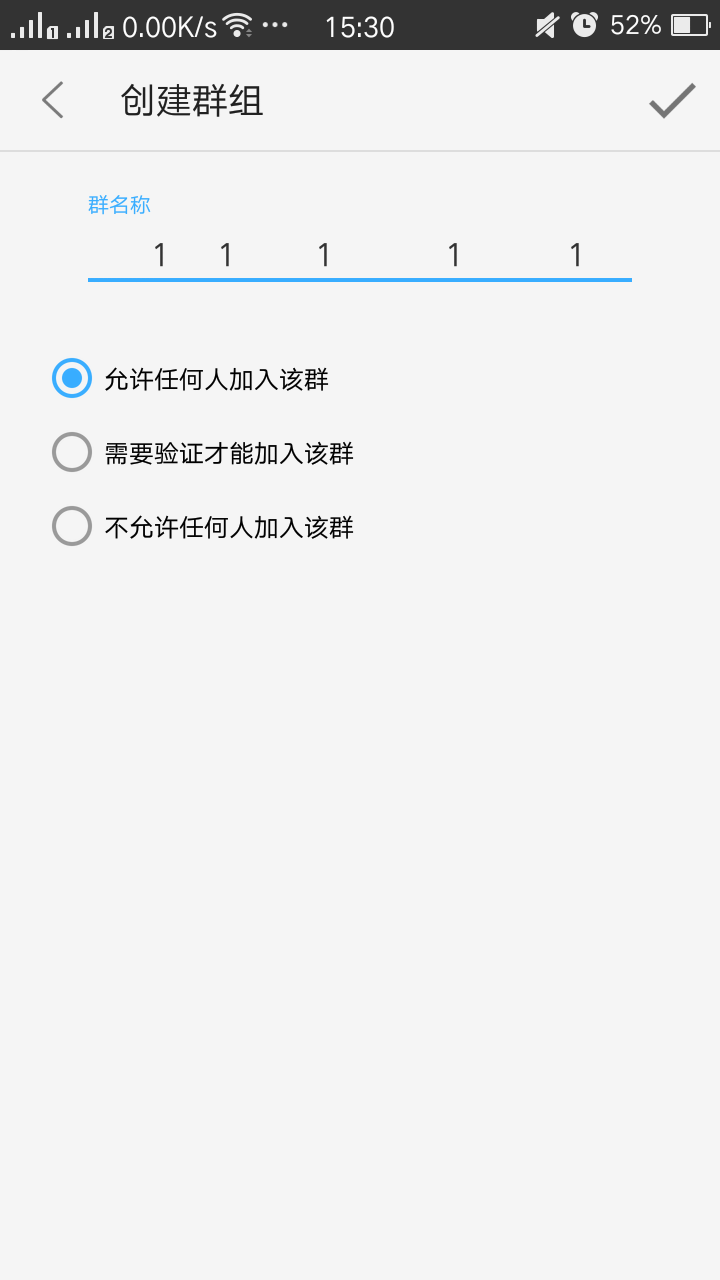 0.00K/s 15:30 52%
创建群组
群名称
1 1 1 1 1
允许任何人加入该群
需要验证才能加入该群
不允许任何人加入该群